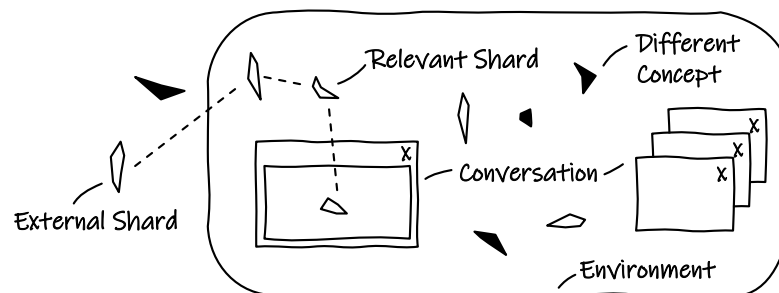 Different
Concept
Relevant Shard
X
X
X
X
Conversation
External Shard
Environment